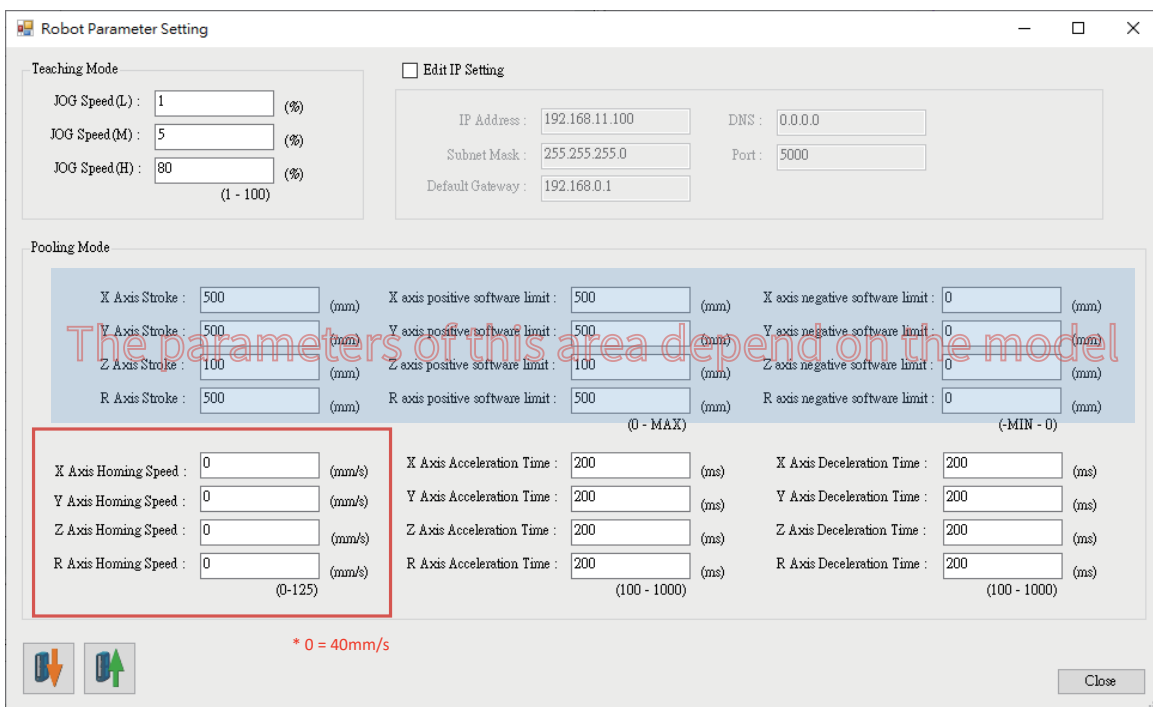 Robot Parameter Setting
Teaching Mode
JOG Speed(L) : 1 (%)
JOG Speed(M) : 5 (%)
JOG Speed(H) : 80 (%)
(1 - 100)
Edit IP Setting
IP Address : 192.168.11.100 DNS : 0.0.0.0
Subnet Mask : 255.255.255.0 Port : 5000
Default Gateway : 192.168.0.1
Pooling Mode
X Axis Stroke : 500 (mm) X axis positive software limit : 500 (mm) X axis negative software limit : 0 (mm)
Y Axis Stroke : 500 (mm) Y axis positive software limit : 500 (mm) Y axis negative software limit : 0 (mm)
The parameters of this area depend on the model
Z Axis Stroke : 100 (mm) Z axis positive software limit : 100 (mm) Z axis negative software limit : 0 (mm)
R Axis Stroke : 500 (mm) R axis positive software limit : 500 (mm) R axis negative software limit : 0 (mm)
(0 - MAX) (-MIN - 0)
X Axis Homing Speed : 0 (mm/s) X Axis Acceleration Time : 200 (ms) X Axis Deceleration Time : 200 (ms)
Y Axis Homing Speed : 0 (mm/s) Y Axis Acceleration Time : 200 (ms) Y Axis Deceleration Time : 200 (ms)
Z Axis Homing Speed : 0 (mm/s) Z Axis Acceleration Time : 200 (ms) Z Axis Deceleration Time : 200 (ms)
R Axis Homing Speed : 0 (mm/s) R Axis Acceleration Time : 200 (ms) R Axis Deceleration Time : 200 (ms)
(0-125) (100 - 1000) (100 - 1000)
* 0 = 40mm/s
Close